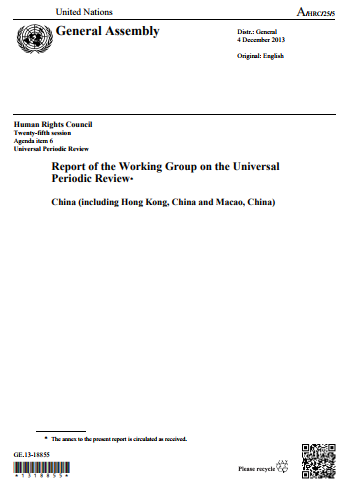 United Nations
A/HRC/25/5
General Assembly
Distr.: General
4 December 2013
Original: English
Human Rights Council
Twenty-fifth session
Agenda item 6
Universal Periodic Review
Report of the Working Group on the Universal
Periodic Review*
China (including Hong Kong, China and Macao, China)
* The annex to the present report is circulated as received.
GE.13-18855
*1318855*
Please recycle